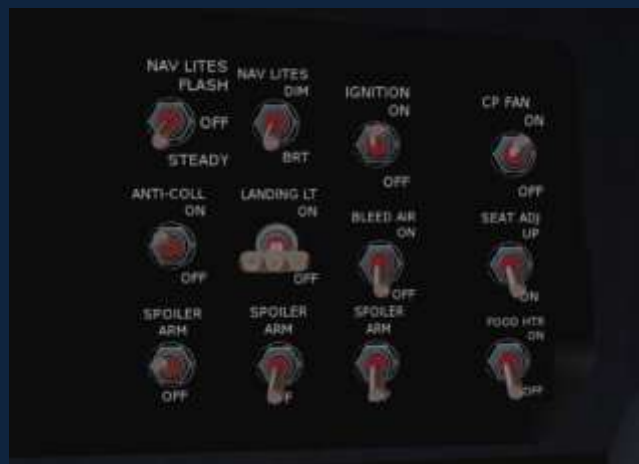 NAV LITES
FLASH
OFF
STEADY
NAV LITES
DIM
BRT
IGNITION
ON
OFF
CP FAN
ON
OFF
ANTI-COLL
ON
OFF
LANDING LT
ON
OFF
BLEED AIR
ON
OFF
SEAT ADJ
UP
ON
SPOILER
ARM
OFF
SPOILER
ARM
SPOILER
ARM
FOOD HTR
ON
OFF